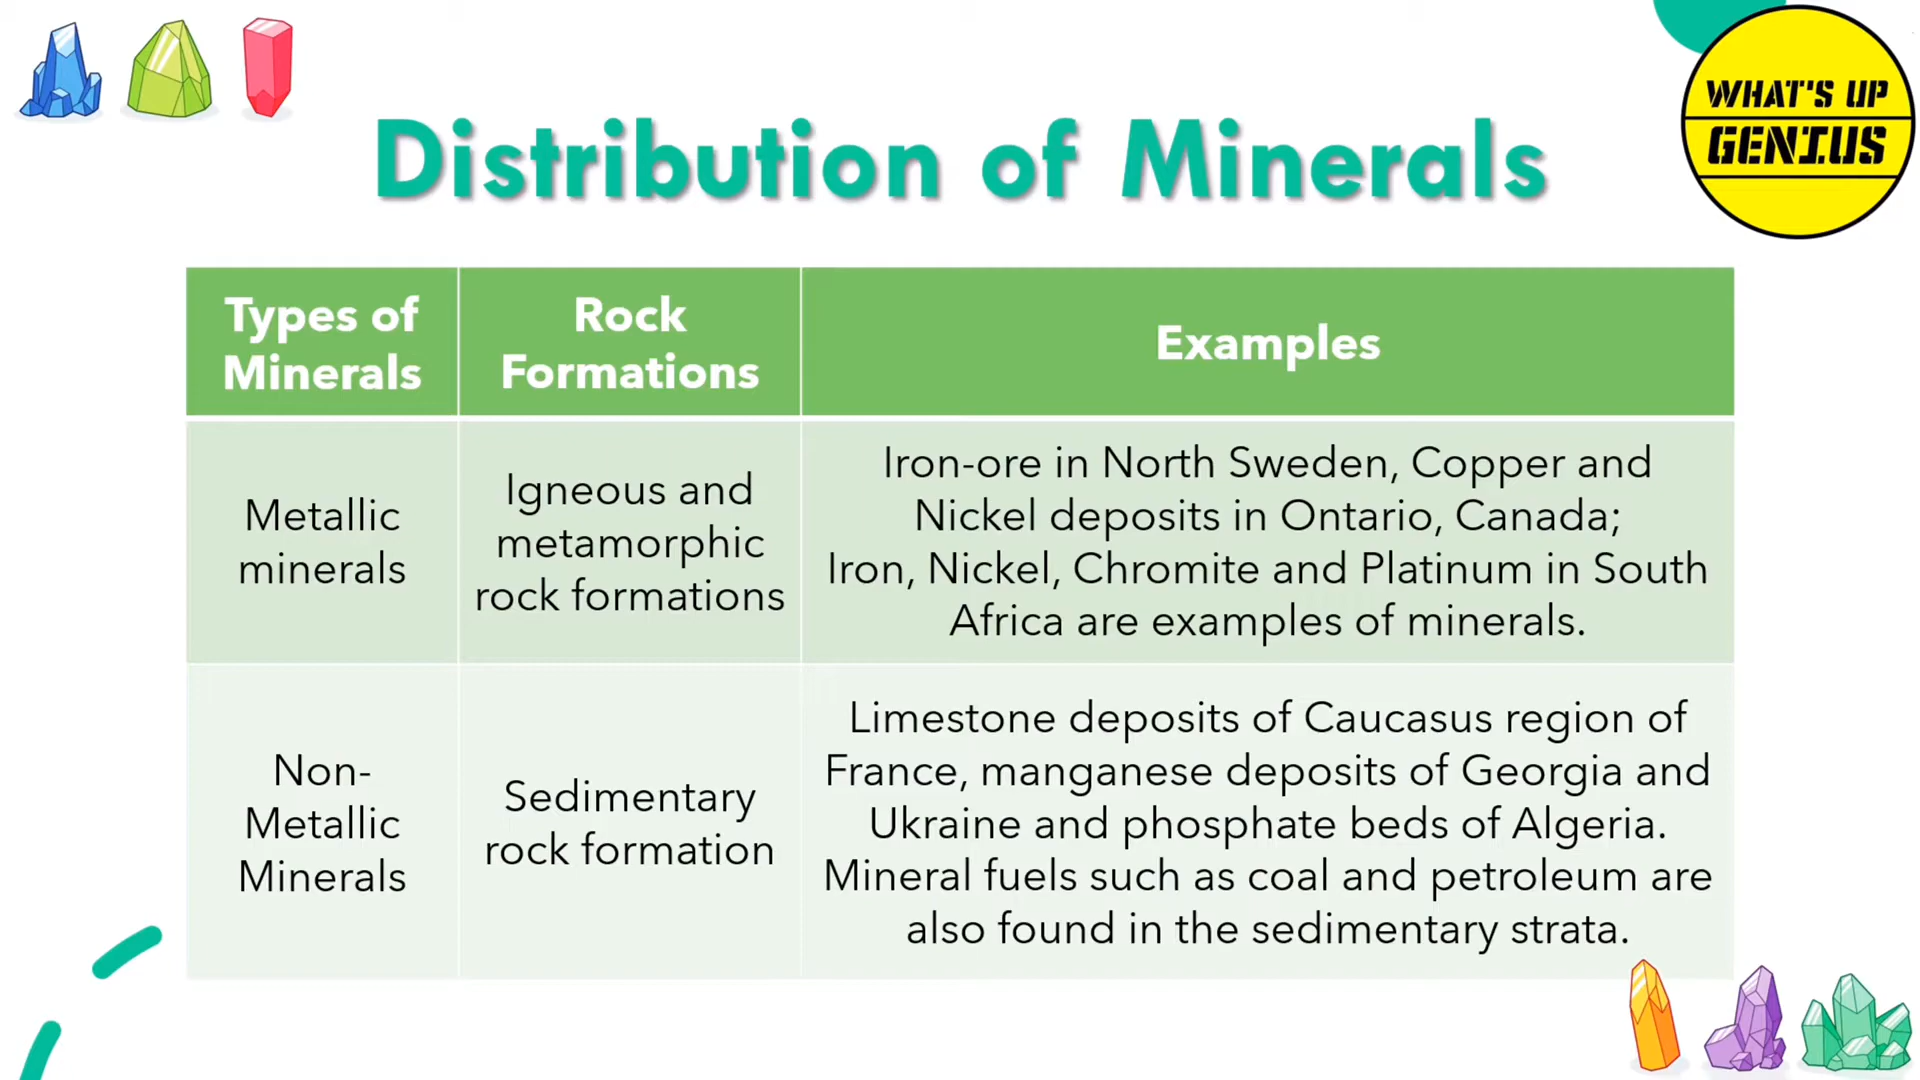 WHAT'S UP
GENIUS
Distribution of Minerals
Types of
Minerals
Rock
Formations
Examples
Metallic
minerals
Igneous and
metamorphic
rock formations
Iron-ore in North Sweden, Copper and
Nickel deposits in Ontario, Canada;
Iron, Nickel, Chromite and Platinum in South
Africa are examples of minerals.
Non-
Metallic
Minerals
Sedimentary
rock formation
Limestone deposits of Caucasus region of
France, manganese deposits of Georgia and
Ukraine and phosphate beds of Algeria.
Mineral fuels such as coal and petroleum are
also found in the sedimentary strata.